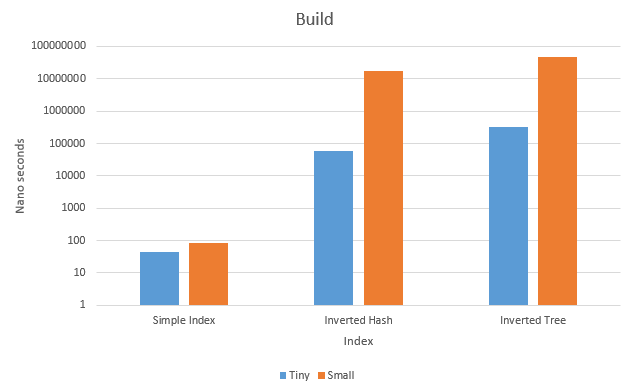 Build
100000000
10000000
1000000
100000
10000
1000
100
10
1
Nano seconds
Simple Index
Inverted Hash
Inverted Tree
Index
Tiny
Small